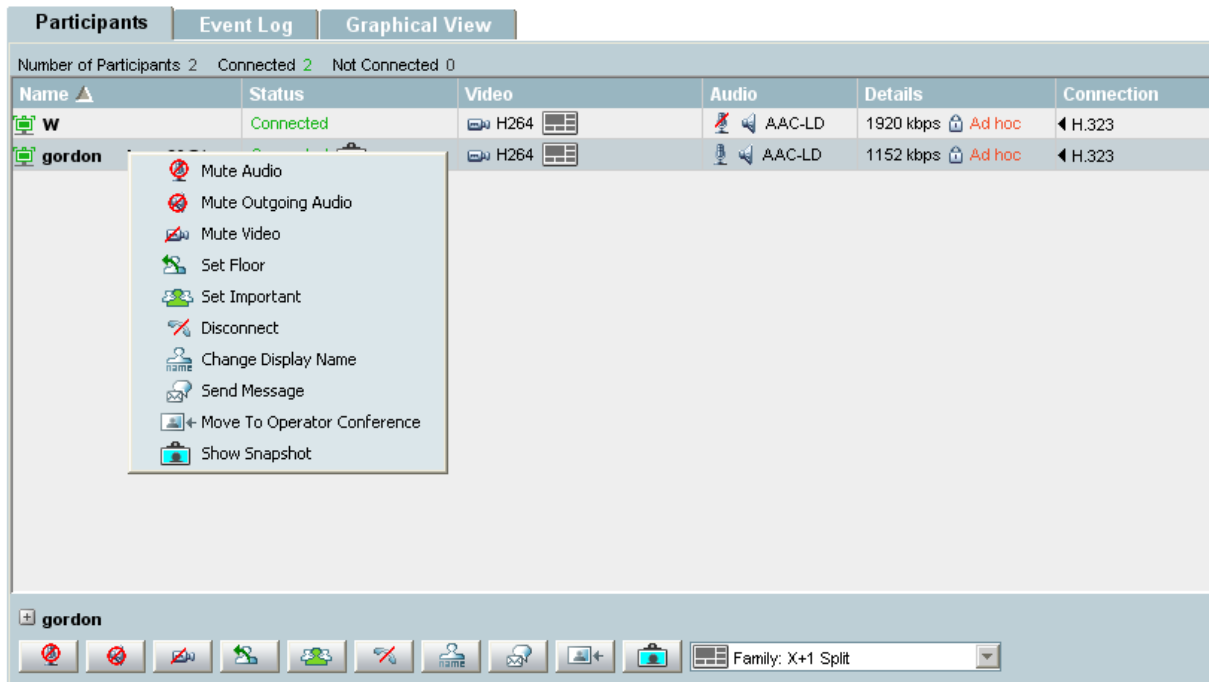 Participants Event Log Graphical View
Number of Participants 2 Connected 2 Not Connected 0
Name Status Video Audio Details Connection
W Connected H264 AAC-LD 1920 kbps Ad hoc H.323
gordon H264 AAC-LD 1152 kbps Ad hoc H.323
Mute Audio
Mute Outgoing Audio
Mute Video
Set Floor
Set Important
Disconnect
Change Display Name
Send Message
Move To Operator Conference
Show Snapshot
gordon
name Family: X+1 Split